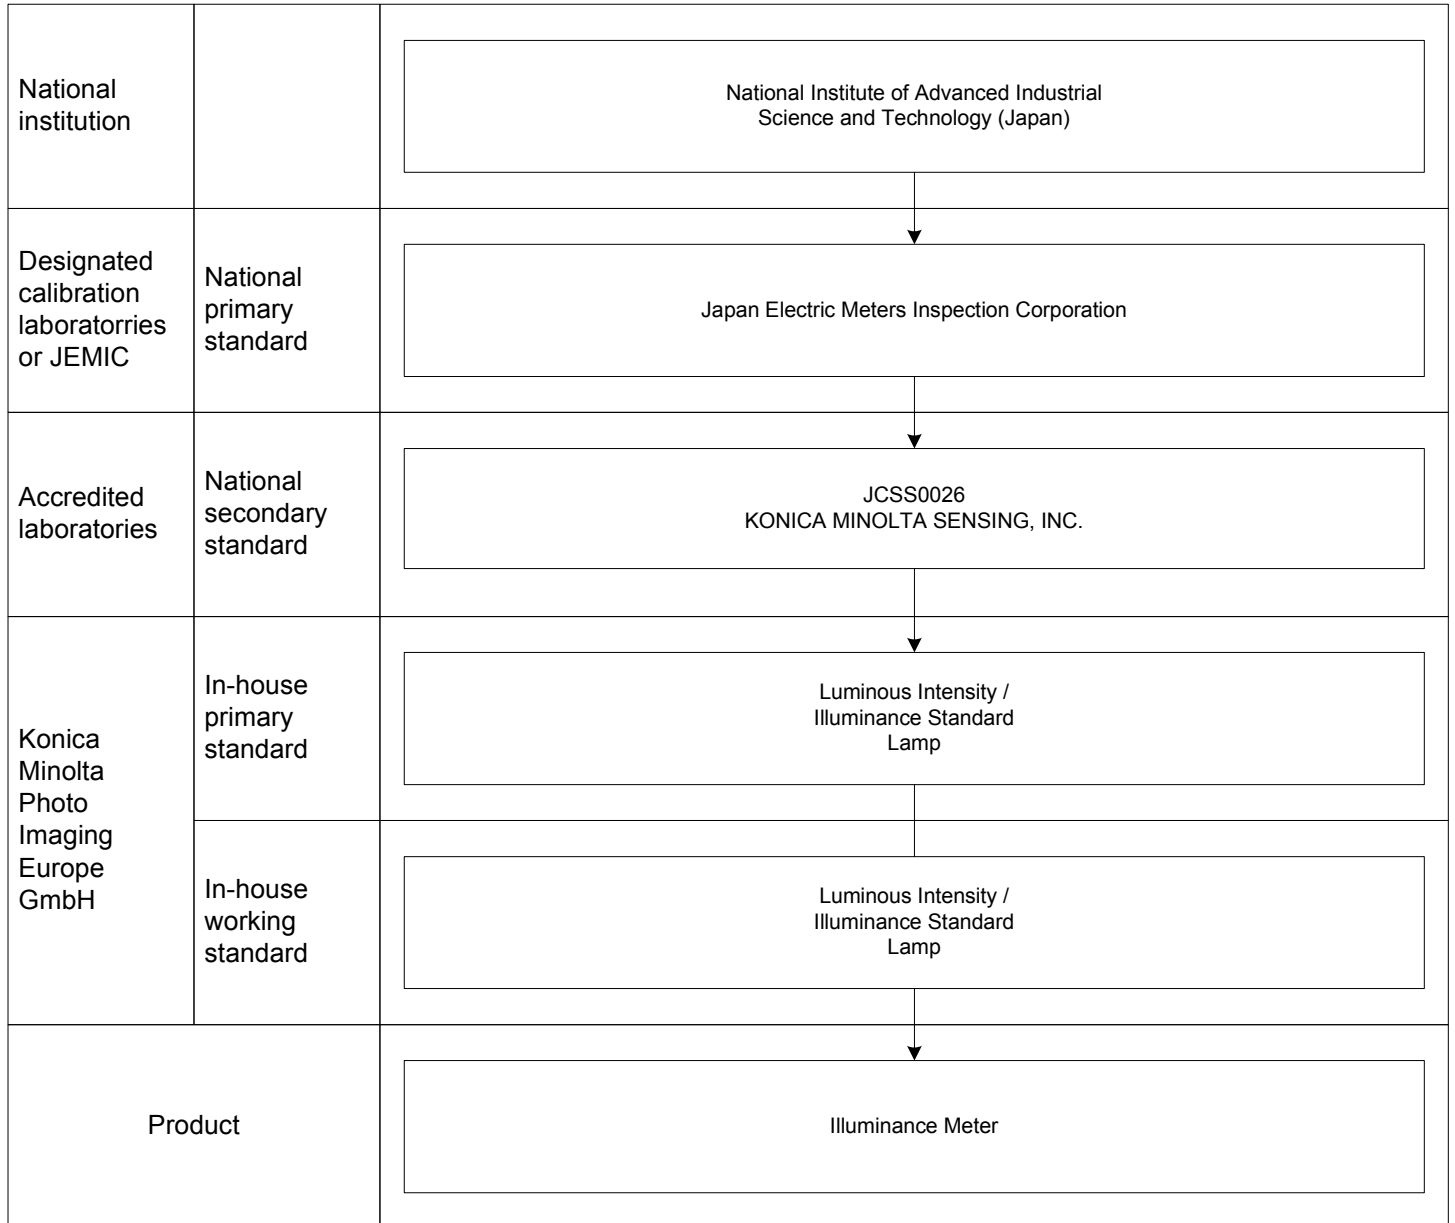 National
institution
National Institute of Advanced Industrial
Science and Technology (Japan)
Designated
calibration
laboratorries
or JEMIC
National
primary
standard
Japan Electric Meters Inspection Corporation
Accredited
laboratories
National
secondary
standard
JCSS0026
KONICA MINOLTA SENSING, INC.
Konica
Minolta
Photo
Imaging
Europe
GmbH
In-house
primary
standard
Luminous Intensity /
Illuminance Standard
Lamp
In-house
working
standard
Luminous Intensity /
Illuminance Standard
Lamp
Product
Illuminance Meter